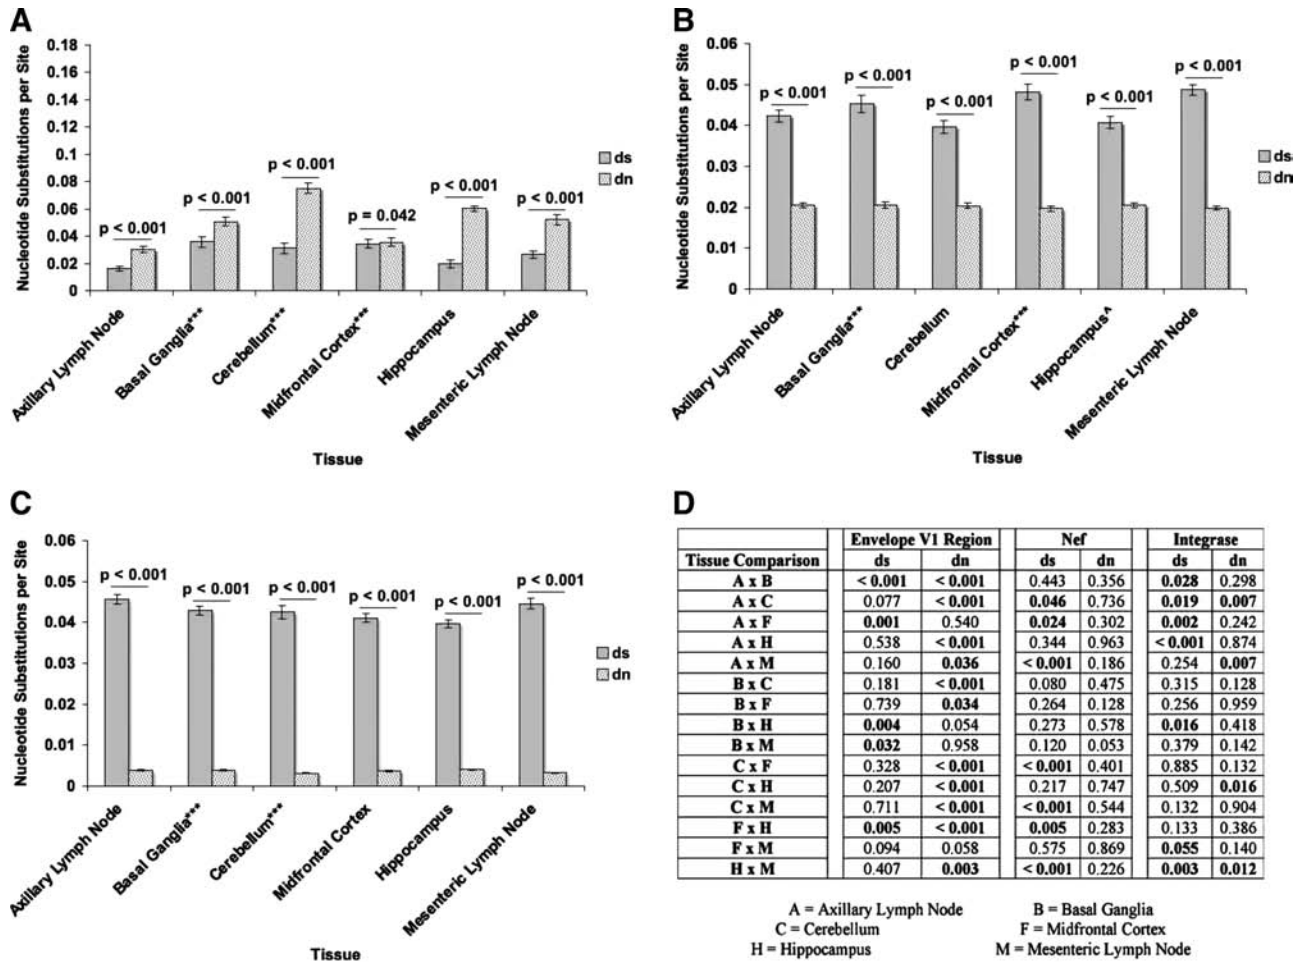 A
Nucleotide Substitutions per Site
0.18
0.16
0.14
0.12
0.1
0.08
0.06
0.04
0.02
0
p < 0.001
p < 0.001
p < 0.001
p = 0.042
p < 0.001
p < 0.001
ds
dn
Axillary Lymph Node
Basal Ganglia***
Cerebellum***
Midfrontal Cortex***
Hippocampus
Mesenteric Lymph Node
Tissue
B
Nucleotide Substitutions per Site
0.06
0.05
0.04
0.03
0.02
0.01
0
p < 0.001
p < 0.001
p < 0.001
p < 0.001
p < 0.001
p < 0.001
ds
dn
Axillary Lymph Node
Basal Ganglia***
Cerebellum
Midfrontal Cortex***
Hippocampus^
Mesenteric Lymph Node
Tissue
C
Nucleotide Substitutions per Site
0.06
0.05
0.04
0.03
0.02
0.01
0
p < 0.001
p < 0.001
p < 0.001
p < 0.001
p < 0.001
p < 0.001
ds
dn
Axillary Lymph Node
Basal Ganglia***
Cerebellum***
Midfrontal Cortex
Hippocampus
Mesenteric Lymph Node
Tissue
D
Envelope V1 Region Nef Integrase
Tissue Comparison ds dn ds dn ds dn
A x B < 0.001 < 0.001 0.443 0.356 0.028 0.298
A x C 0.077 < 0.001 0.046 0.736 0.019 0.007
A x F 0.001 0.540 0.024 0.302 0.002 0.242
A x H 0.538 < 0.001 0.344 0.963 < 0.001 0.874
A x M 0.160 0.036 < 0.001 0.186 0.254 0.007
B x C 0.181 < 0.001 0.080 0.475 0.315 0.128
B x F 0.739 0.034 0.264 0.128 0.256 0.959
B x H 0.004 0.054 0.273 0.578 0.016 0.418
B x M 0.032 0.958 0.120 0.053 0.379 0.142
C x F 0.328 < 0.001 < 0.001 0.401 0.885 0.132
C x H 0.207 < 0.001 0.217 0.747 0.509 0.016
C x M 0.711 < 0.001 < 0.001 0.544 0.132 0.904
F x H 0.005 < 0.001 0.005 0.283 0.133 0.386
F x M 0.094 0.058 0.575 0.869 0.055 0.140
H x M 0.407 0.003 < 0.001 0.226 0.003 0.012
A = Axillary Lymph Node B = Basal Ganglia
C = Cerebellum F = Midfrontal Cortex
H = Hippocampus M = Mesenteric Lymph Node